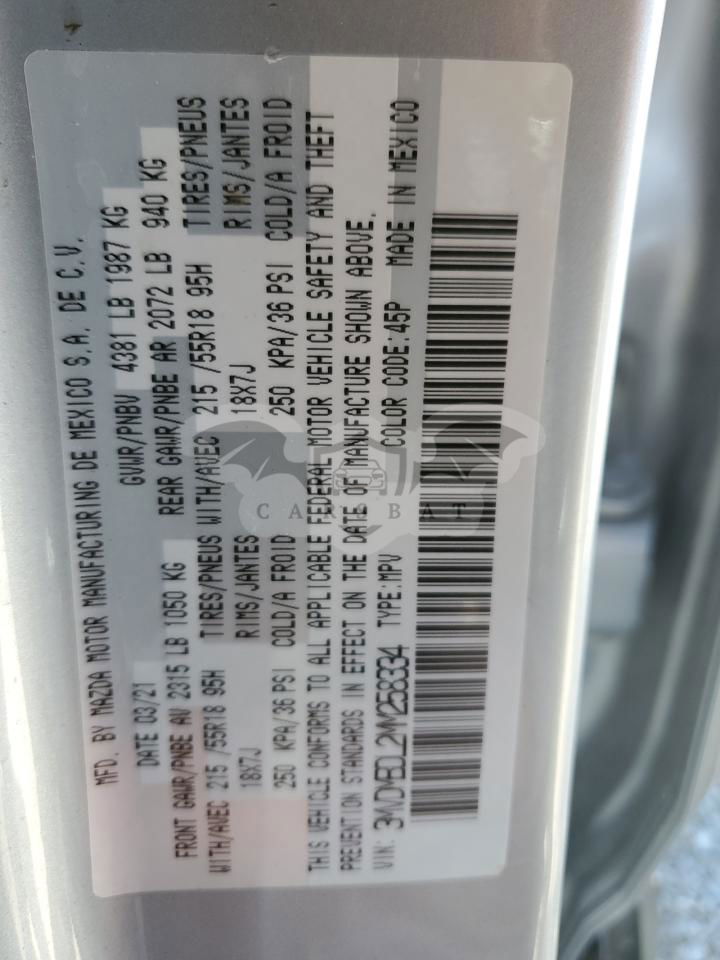 MFD. BY MAZDA MOTOR MANUFACTURING DE MEXICO S.A. DE C.V.
DATE 03/21 GVWR/PNBV 4381 LB 1987 KG
FRONT GAWR/PNBE AV 2315 LB 1050 KG REAR GAWR/PNBE AR 2072 LB 940 KG
WITH/AVEC 215 /55R18 95H TIRES/PNEUS WITH/AVEC 215 /55R18 95H TIRES/PNEUS
18X7J RIMS/JANTES 18X7J RIMS/JANTES
250 KPA/36 PSI COLD/A FROID 250 KPA/36 PSI COLD/A FROID
THIS VEHICLE CONFORMS TO ALL APPLICABLE FEDERAL MOTOR VEHICLE SAFETY AND THEFT
PREVENTION STANDARDS IN EFFECT ON THE DATE OF MANUFACTURE SHOWN ABOVE.
VIN: TYPE:MPV COLOR CODE:45P MADE IN MEXICO
CAR BAT